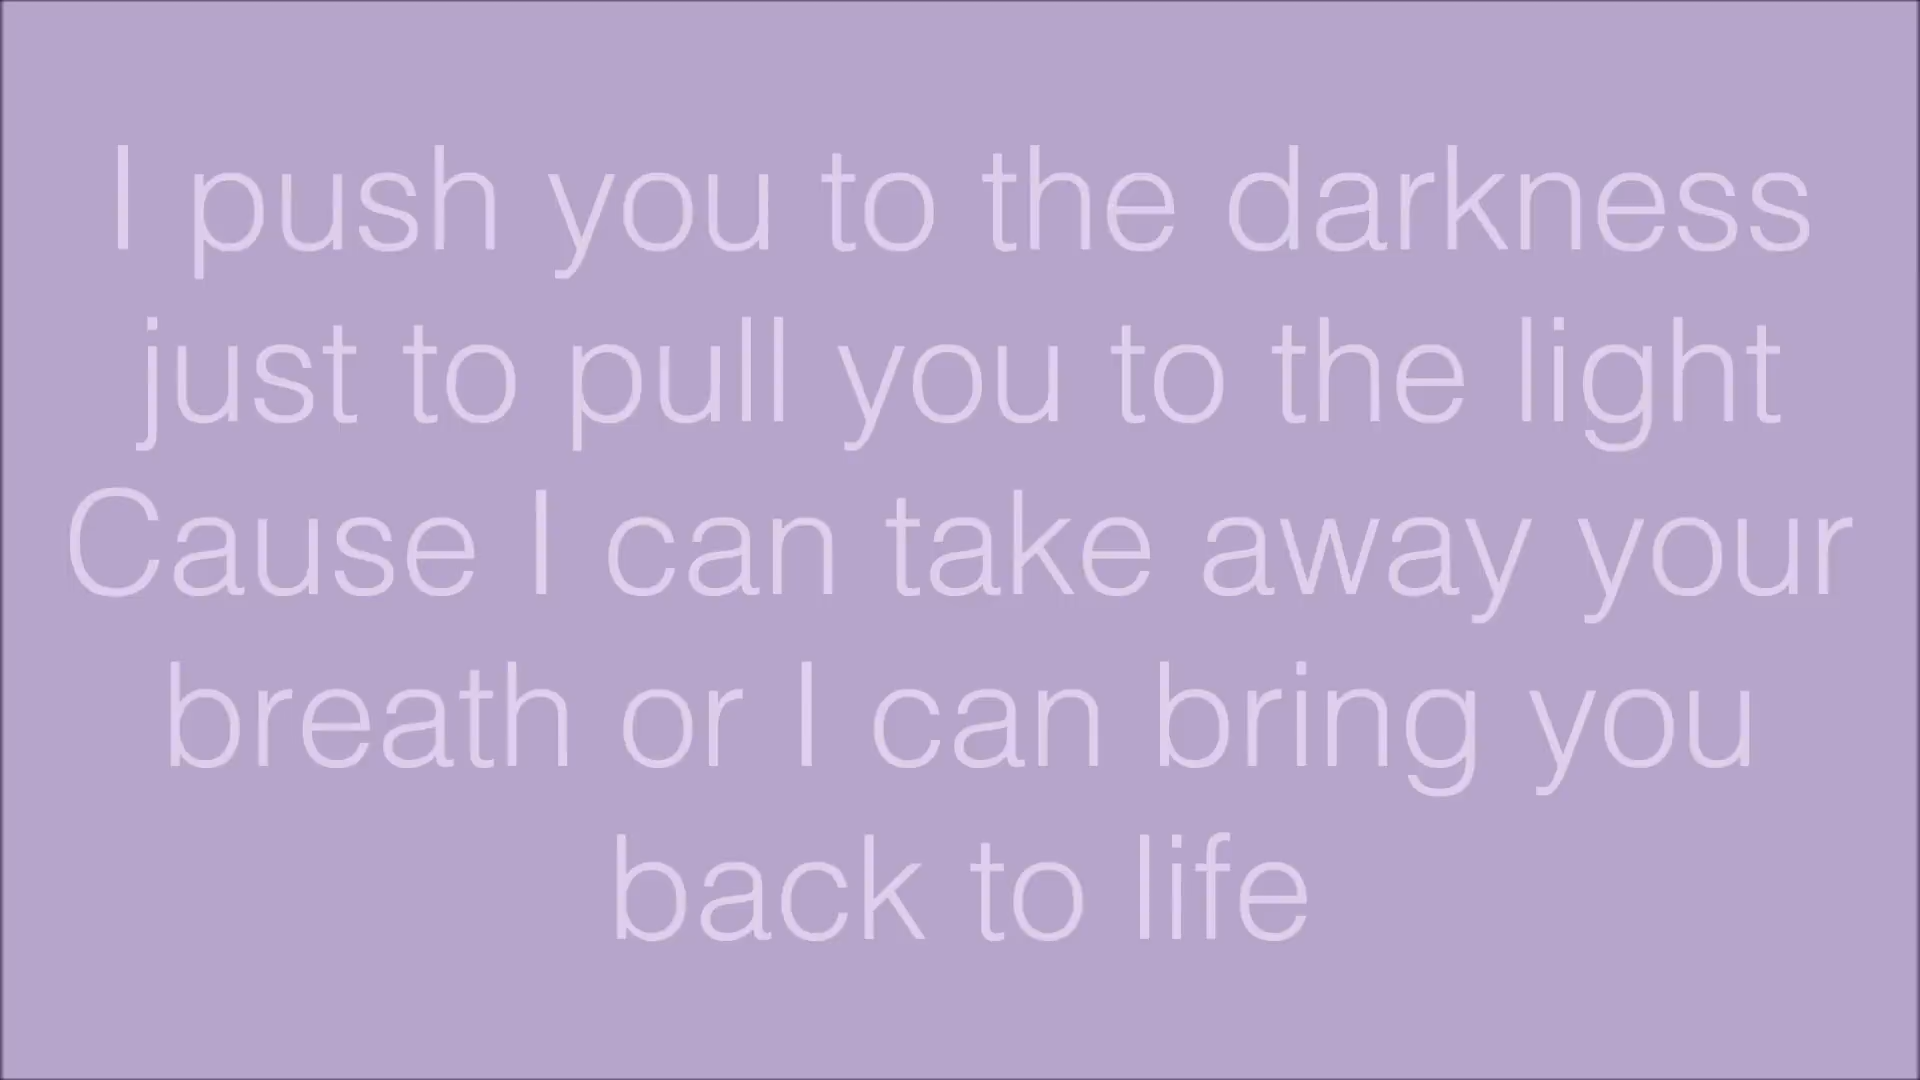 I push you to the darkness
just to pull you to the light
Cause I can take away your
breath or I can bring you
back to life